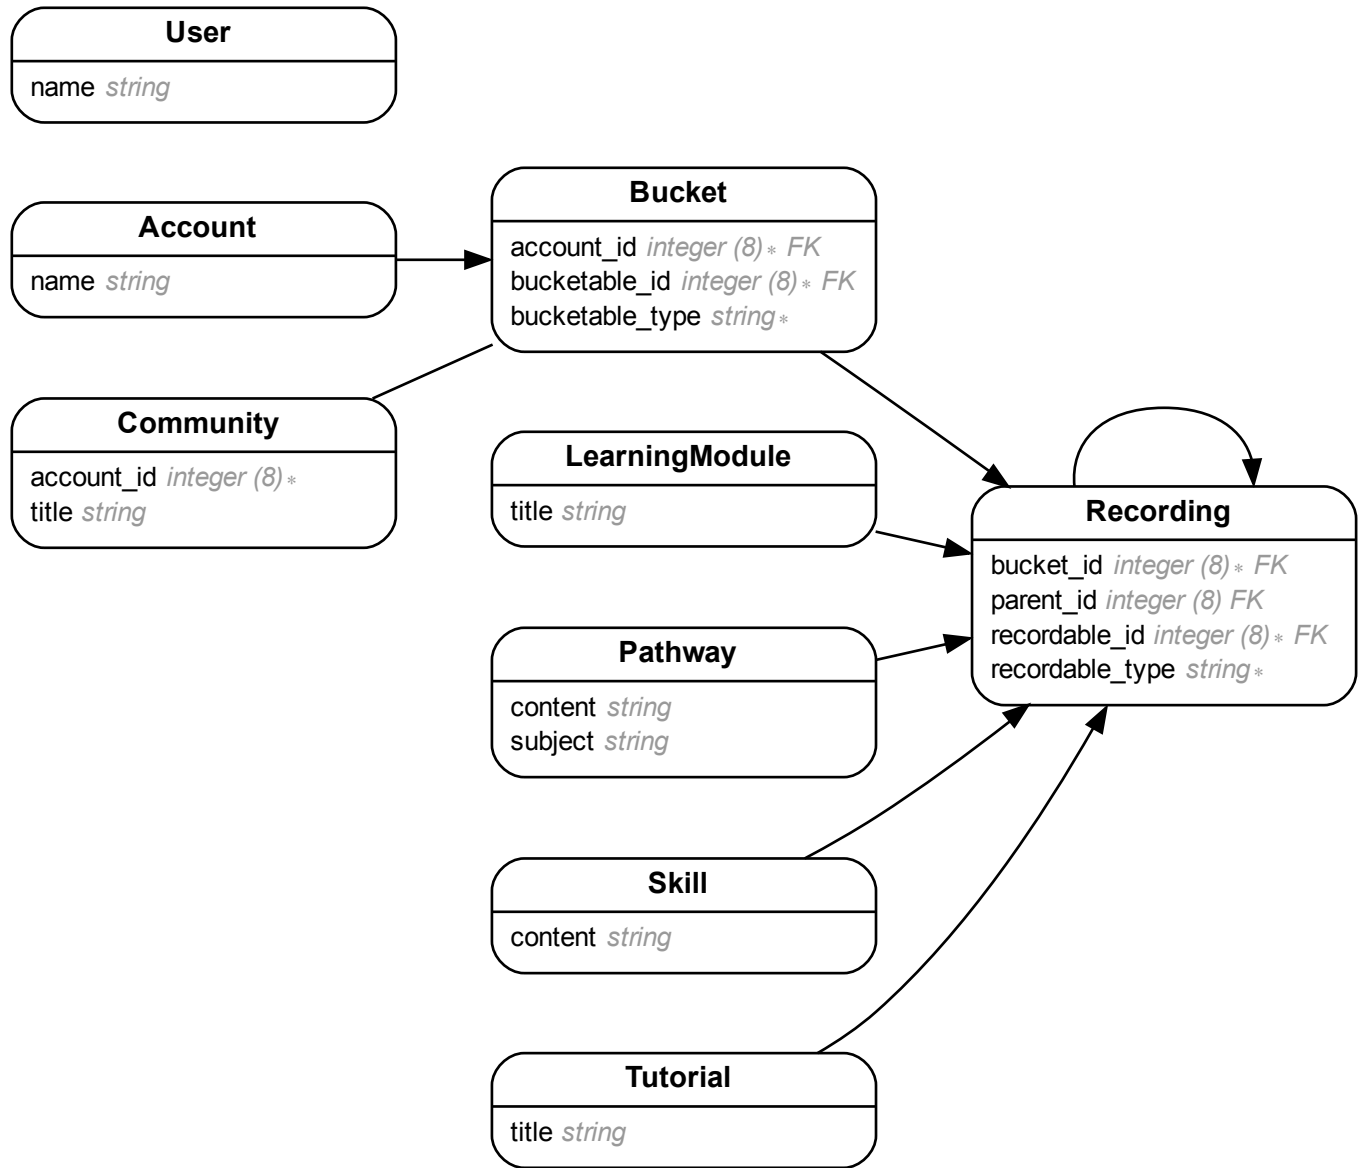 User
name string
Account
name string
Community
account_id integer (8) *
title string
Bucket
account_id integer (8) * FK
bucketable_id integer (8) * FK
bucketable_type string *
LearningModule
title string
Pathway
content string
subject string
Skill
content string
Tutorial
title string
Recording
bucket_id integer (8) * FK
parent_id integer (8) FK
recordable_id integer (8) * FK
recordable_type string *